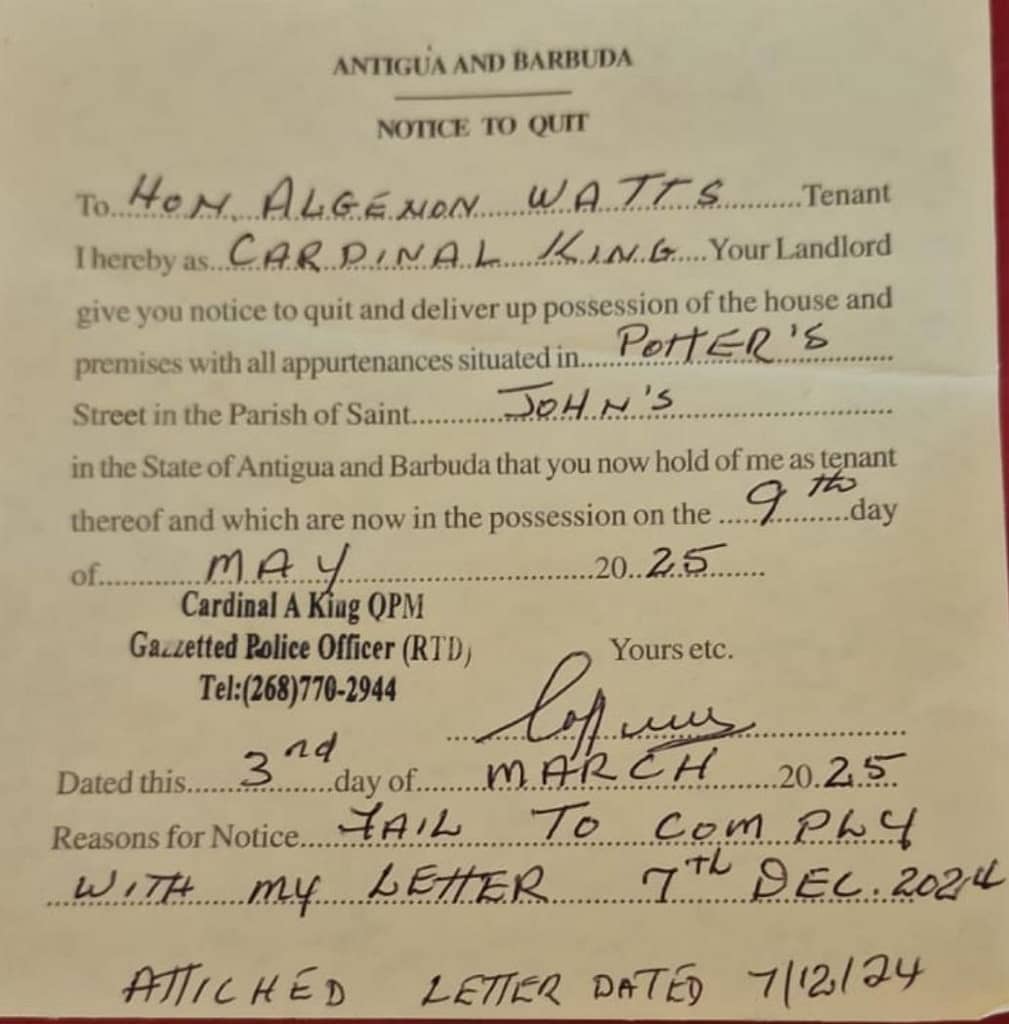 ANTIGUA AND BARBUDA
NOTICE TO QUIT
To HON. ALGENON WATTS Tenant
I hereby as CARDINAL KING Your Landlord
give you notice to quit and deliver up possession of the house and
premises with all appurtenances situated in POTTER'S
Street in the Parish of Saint JOHN'S
in the State of Antigua and Barbuda that you now hold of me as tenant
thereof and which are now in the possession on the 9th day
of MAY 2025
Cardinal A King QPM
Gazzetted Police Officer (RTD)
Tel:(268)770-2944
Yours etc.
Dated this 3nd day of MARCH 2025
Reasons for Notice FAIL TO COMPLY
WITH MY LETTER 7TH DEC. 2024
ATTICHED LETTER DATED 7/12/24